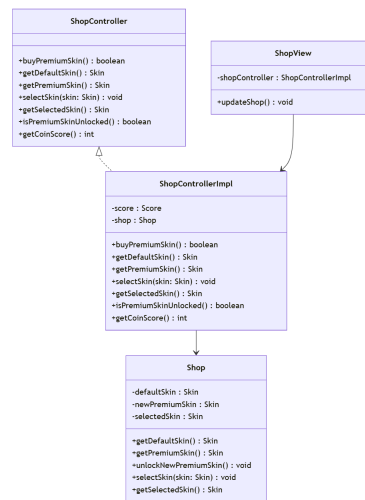 ShopController
+buyPremiumSkin() : boolean
+getDefaultSkin() : Skin
+getPremiumSkin() : Skin
+selectSkin(skin: Skin) : void
+getSelectedSkin() : Skin
+isPremiumSkinUnlocked() : boolean
+getCoinScore() : int
ShopView
-shopController : ShopControllerImpl
+updateShop() : void
ShopControllerImpl
-score : Score
-shop : Shop
+buyPremiumSkin() : boolean
+getDefaultSkin() : Skin
+getPremiumSkin() : Skin
+selectSkin(skin: Skin) : void
+getSelectedSkin() : Skin
+isPremiumSkinUnlocked() : boolean
+getCoinScore() : int
Shop
-defaultSkin : Skin
-newPremiumSkin : Skin
-selectedSkin : Skin
+getDefaultSkin() : Skin
+getPremiumSkin() : Skin
+unlockNewPremiumSkin() : void
+selectSkin(skin: Skin) : void
+getSelectedSkin() : Skin